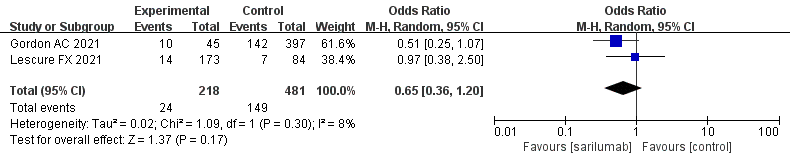 Experimental Control Odds Ratio Odds Ratio
Study or Subgroup Events Total Events Total Weight M-H, Random, 95% CI M-H, Random, 95% CI
Gordon AC 2021 10 45 142 397 61.6% 0.51 [0.25, 1.07]
Lescure FX 2021 14 173 7 84 38.4% 0.97 [0.38, 2.50]
Total (95% CI) 218 481 100.0% 0.65 [0.36, 1.20]
Total events 24 149
Heterogeneity: Tau² = 0.02; Chi² = 1.09, df = 1 (P = 0.30); I² = 8%
Test for overall effect: Z = 1.37 (P = 0.17)
0.01 0.1 1 10 100
Favours [sarilumab] Favours [control]